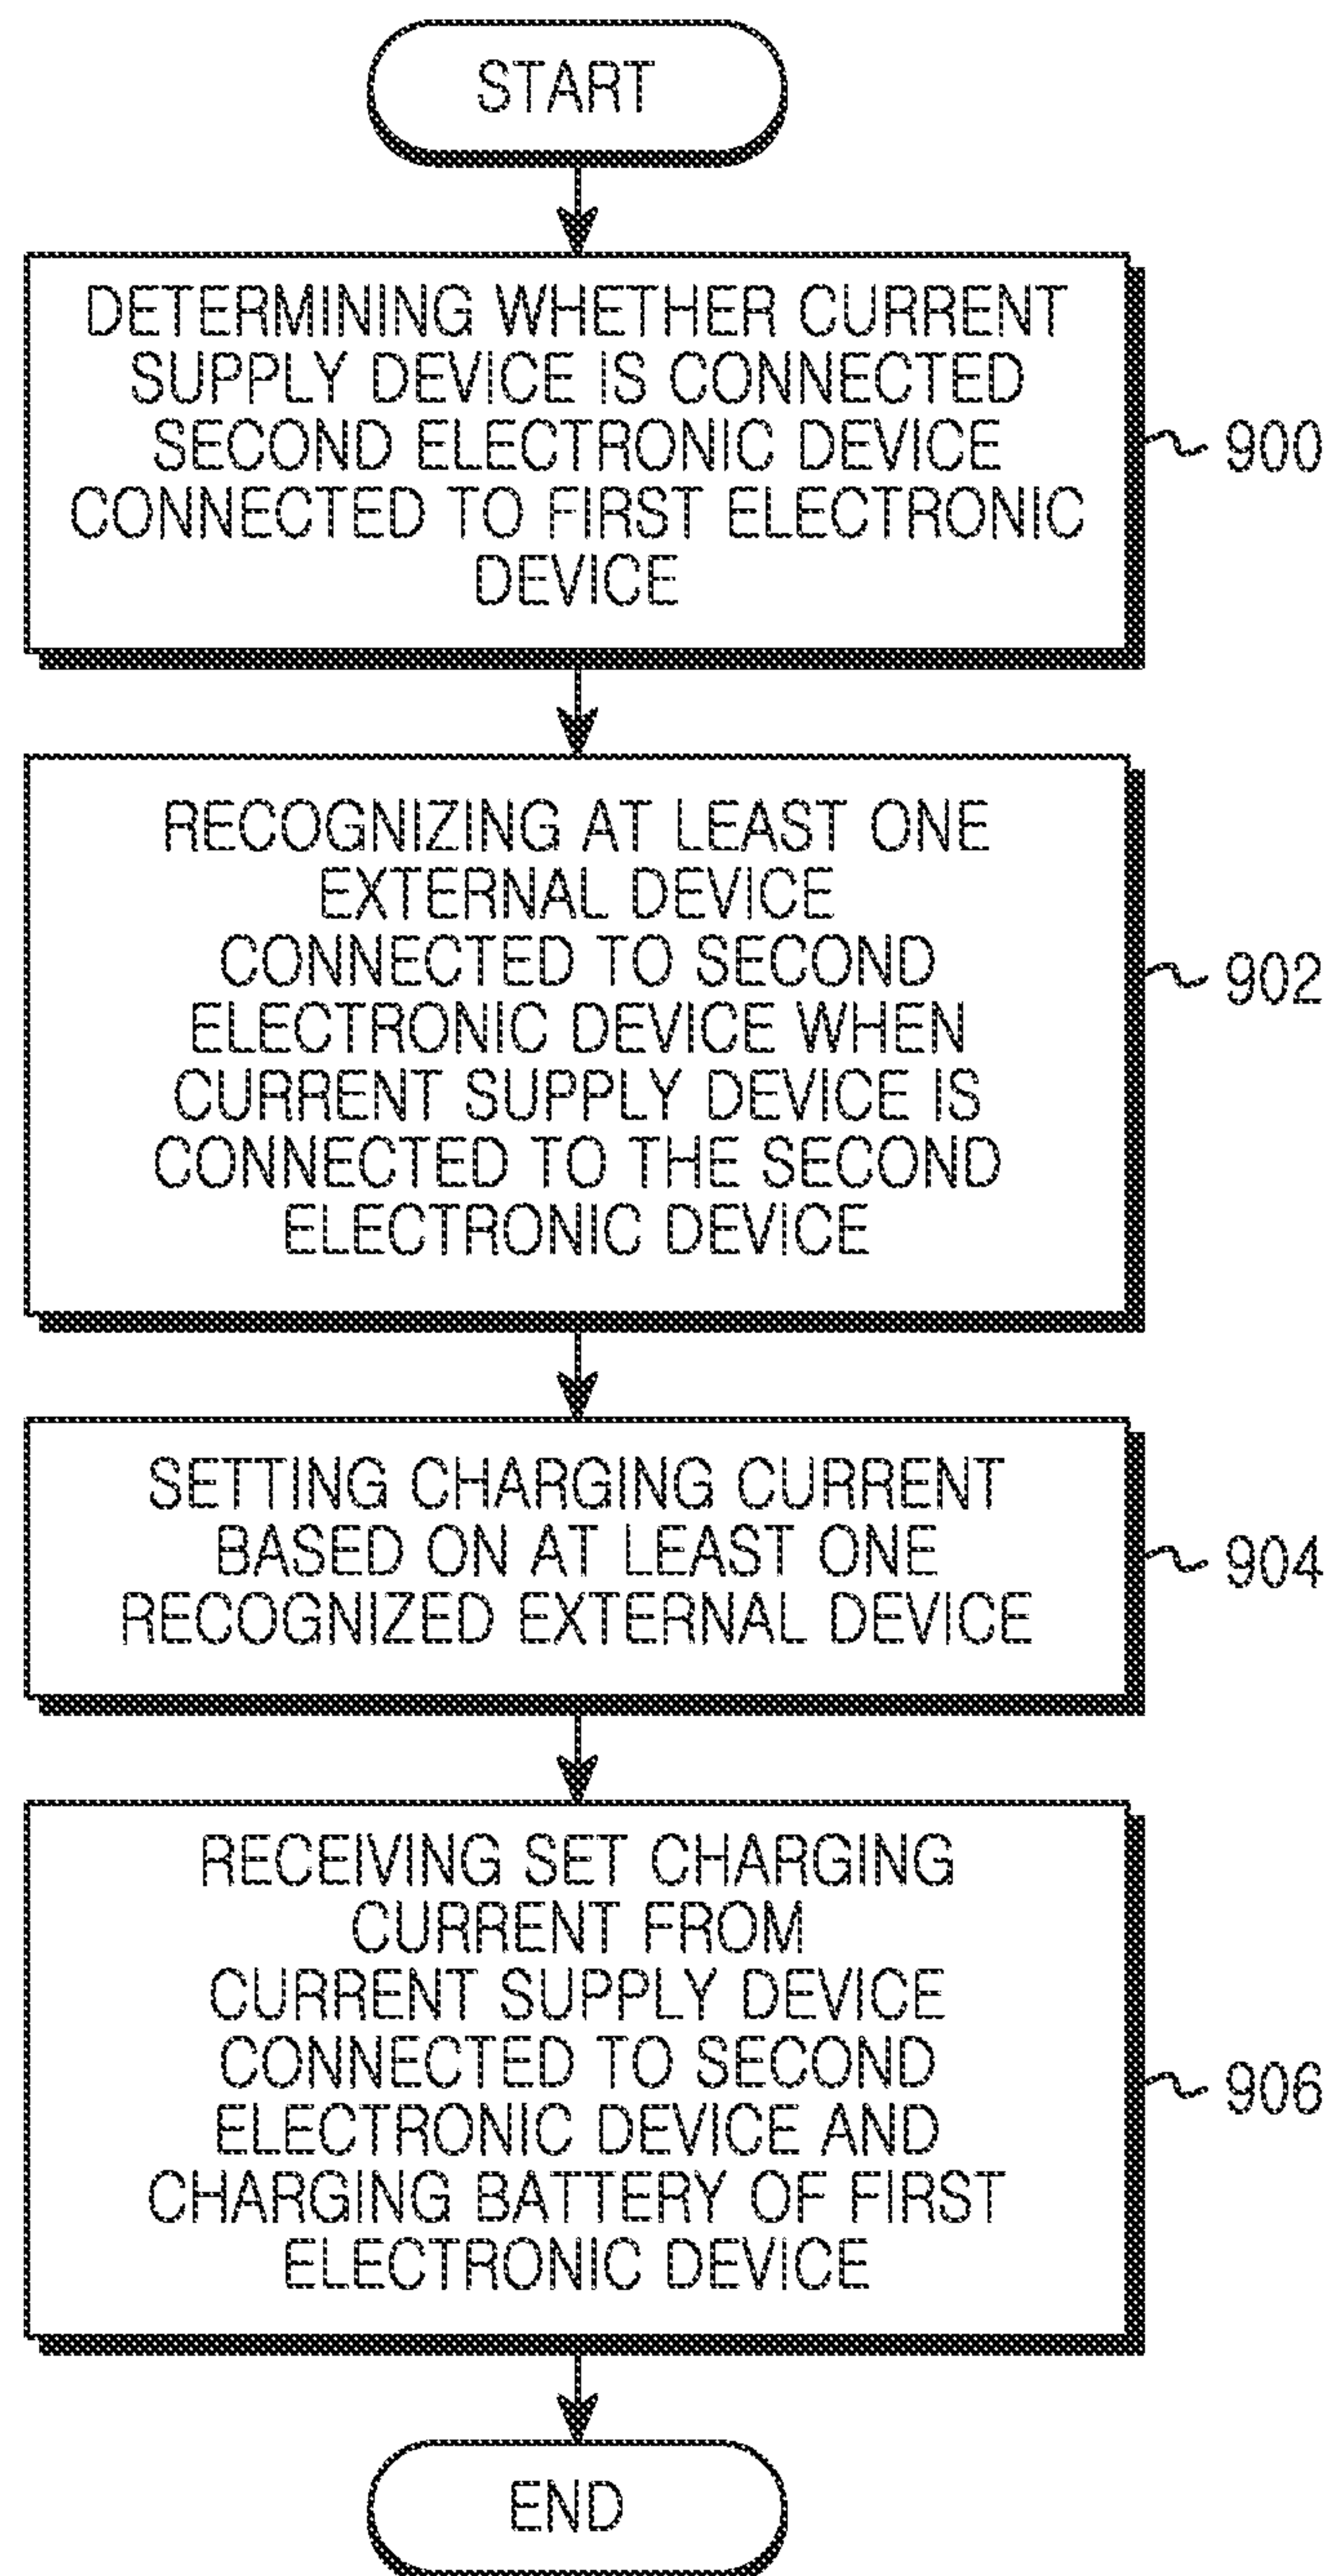 START
DETERMINING WHETHER CURRENT
SUPPLY DEVICE IS CONNECTED
SECOND ELECTRONIC DEVICE
CONNECTED TO FIRST ELECTRONIC
DEVICE
900
RECOGNIZING AT LEAST ONE
EXTERNAL DEVICE
CONNECTED TO SECOND
ELECTRONIC DEVICE WHEN
CURRENT SUPPLY DEVICE IS
CONNECTED TO THE SECOND
ELECTRONIC DEVICE
902
SETTING CHARGING CURRENT
BASED ON AT LEAST ONE
RECOGNIZED EXTERNAL DEVICE
904
RECEIVING SET CHARGING
CURRENT FROM
CURRENT SUPPLY DEVICE
CONNECTED TO SECOND
ELECTRONIC DEVICE AND
CHARGING BATTERY OF FIRST
ELECTRONIC DEVICE
906
END